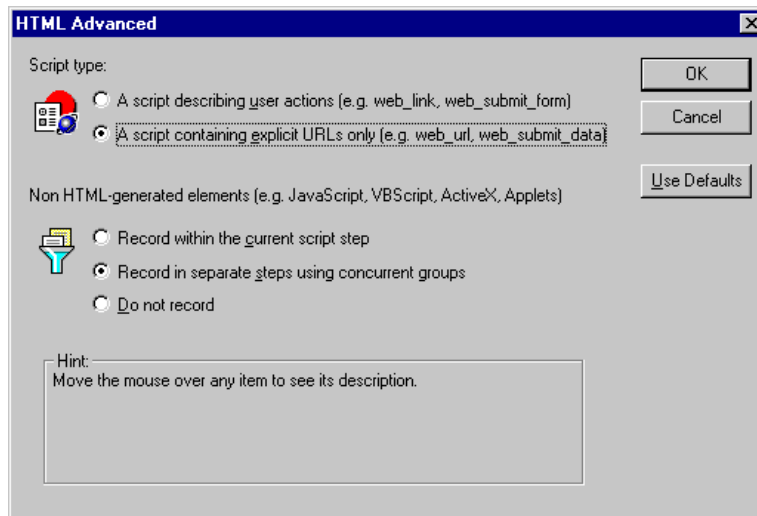 HTML Advanced
Script type:
A script describing user actions (e.g. web_link, web_submit_form)
A script containing explicit URLs only (e.g. web_url, web_submit_data)
OK
Cancel
Use Defaults
Non HTML-generated elements (e.g. JavaScript, VBScript, ActiveX, Applets)
Record within the current script step
Record in separate steps using concurrent groups
Do not record
Hint:
Move the mouse over any item to see its description.